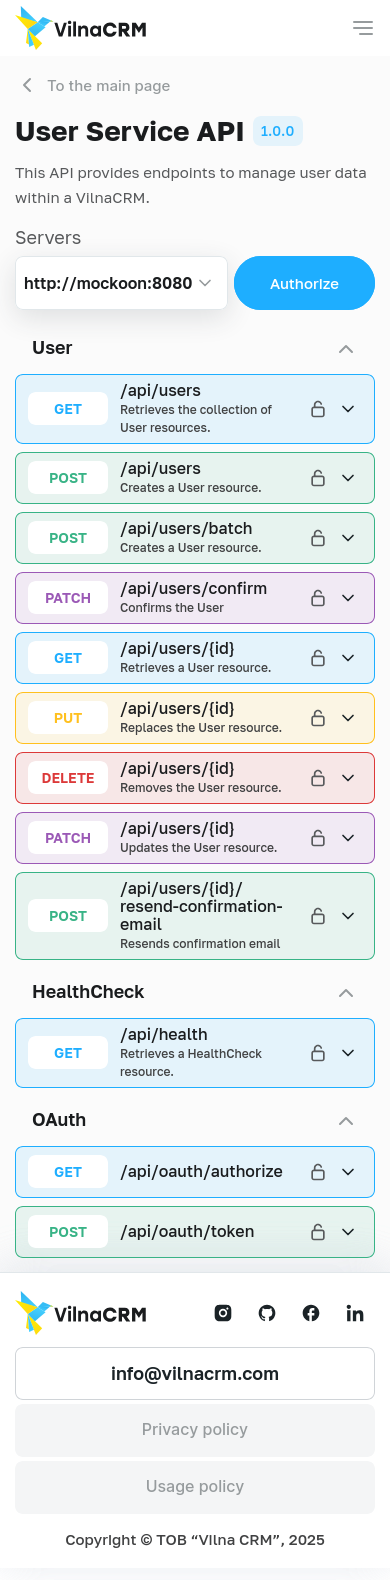 VilnaCRM
To the main page
User Service API 1.0.0
This API provides endpoints to manage user data
within a VilnaCRM.
Servers
http://mockoon:8080
Authorize
User
GET
/api/users
Retrieves the collection of
User resources.
POST
/api/users
Creates a User resource.
POST
/api/users/batch
Creates a User resource.
PATCH
/api/users/confirm
Confirms the User
GET
/api/users/{id}
Retrieves a User resource.
PUT
/api/users/{id}
Replaces the User resource.
DELETE
/api/users/{id}
Removes the User resource.
PATCH
/api/users/{id}
Updates the User resource.
POST
/api/users/{id}/
resend-confirmation-
email
Resends confirmation email
HealthCheck
GET
/api/health
Retrieves a HealthCheck
resource.
OAuth
GET
/api/oauth/authorize
POST
/api/oauth/token
VilnaCRM
info@vilnacrm.com
Privacy policy
Usage policy
Copyright © ТОВ “Vilna CRM”, 2025